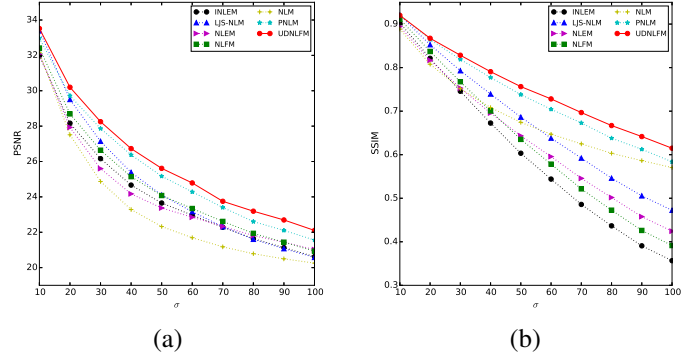 INLEM
LJS-NLM
NLEM
NLFM
NLM
PNLM
UDNLFM
34
32
30
28
26
24
22
20
PSNR
10 20 30 40 50 60 70 80 90 100
σ
(a)
INLEM
LJS-NLM
NLEM
NLFM
NLM
PNLM
UDNLFM
1.0
0.9
0.8
0.7
0.6
0.5
0.4
0.3
SSIM
10 20 30 40 50 60 70 80 90 100
σ
(b)